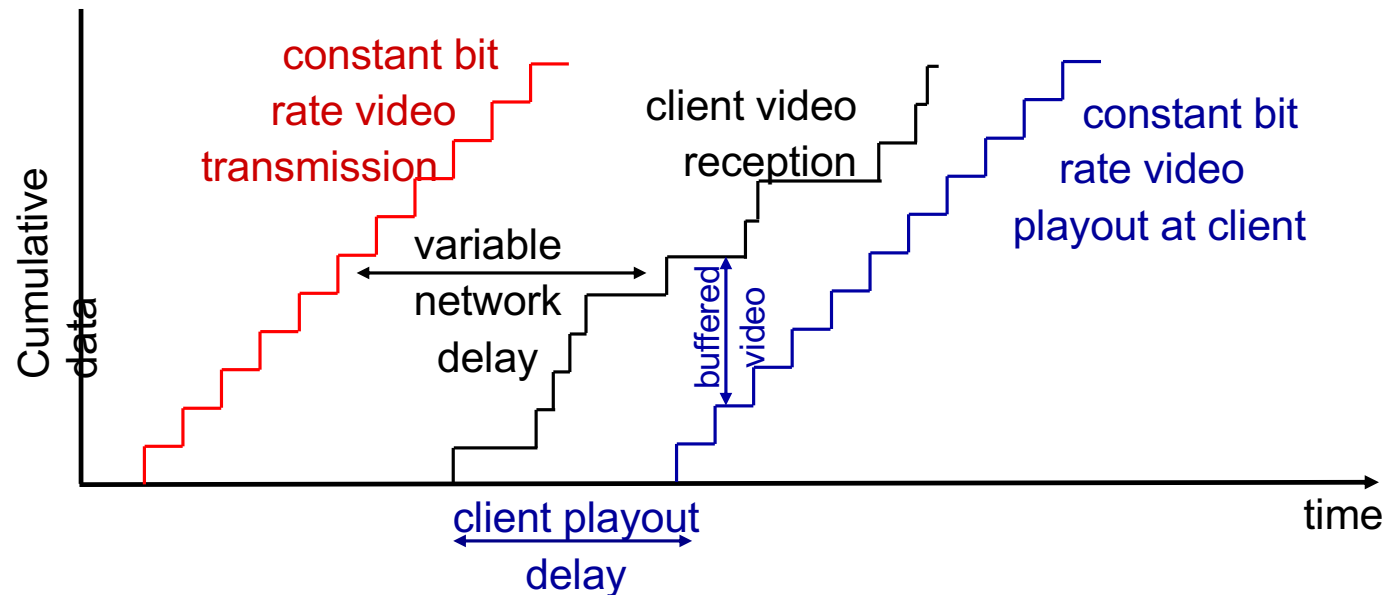 constant bit
rate video
transmission
client video
reception
constant bit
rate video
playout at client
variable
network
delay
buffered
video
Cumulative
data
time
client playout
delay